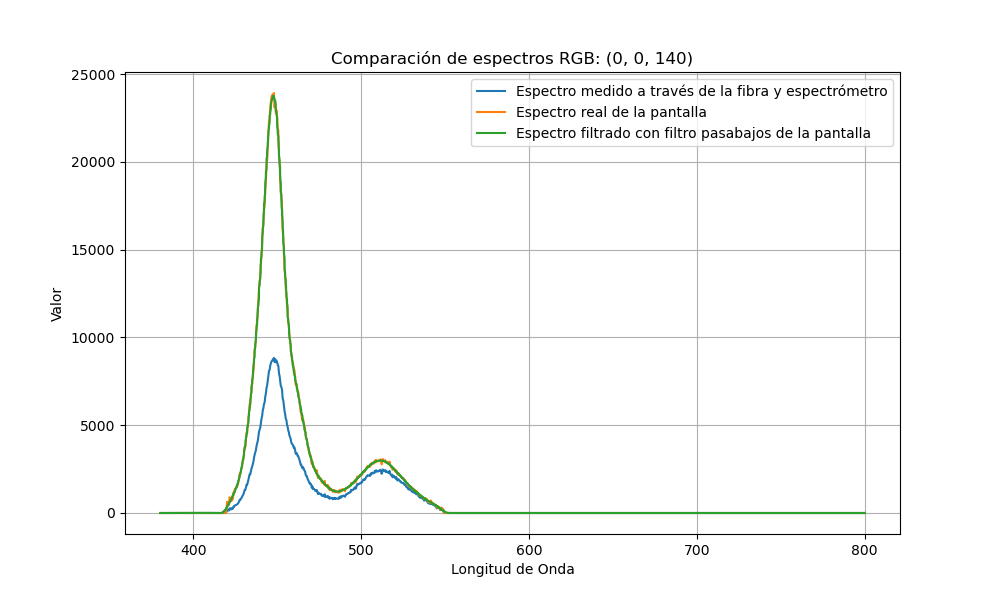 Comparación de espectros RGB: (0, 0, 140)
Espectro medido a través de la fibra y espectrómetro
Espectro real de la pantalla
Espectro filtrado con filtro pasabajos de la pantalla
Valor
25000
20000
15000
10000
5000
0
400 500 600 700 800
Longitud de Onda